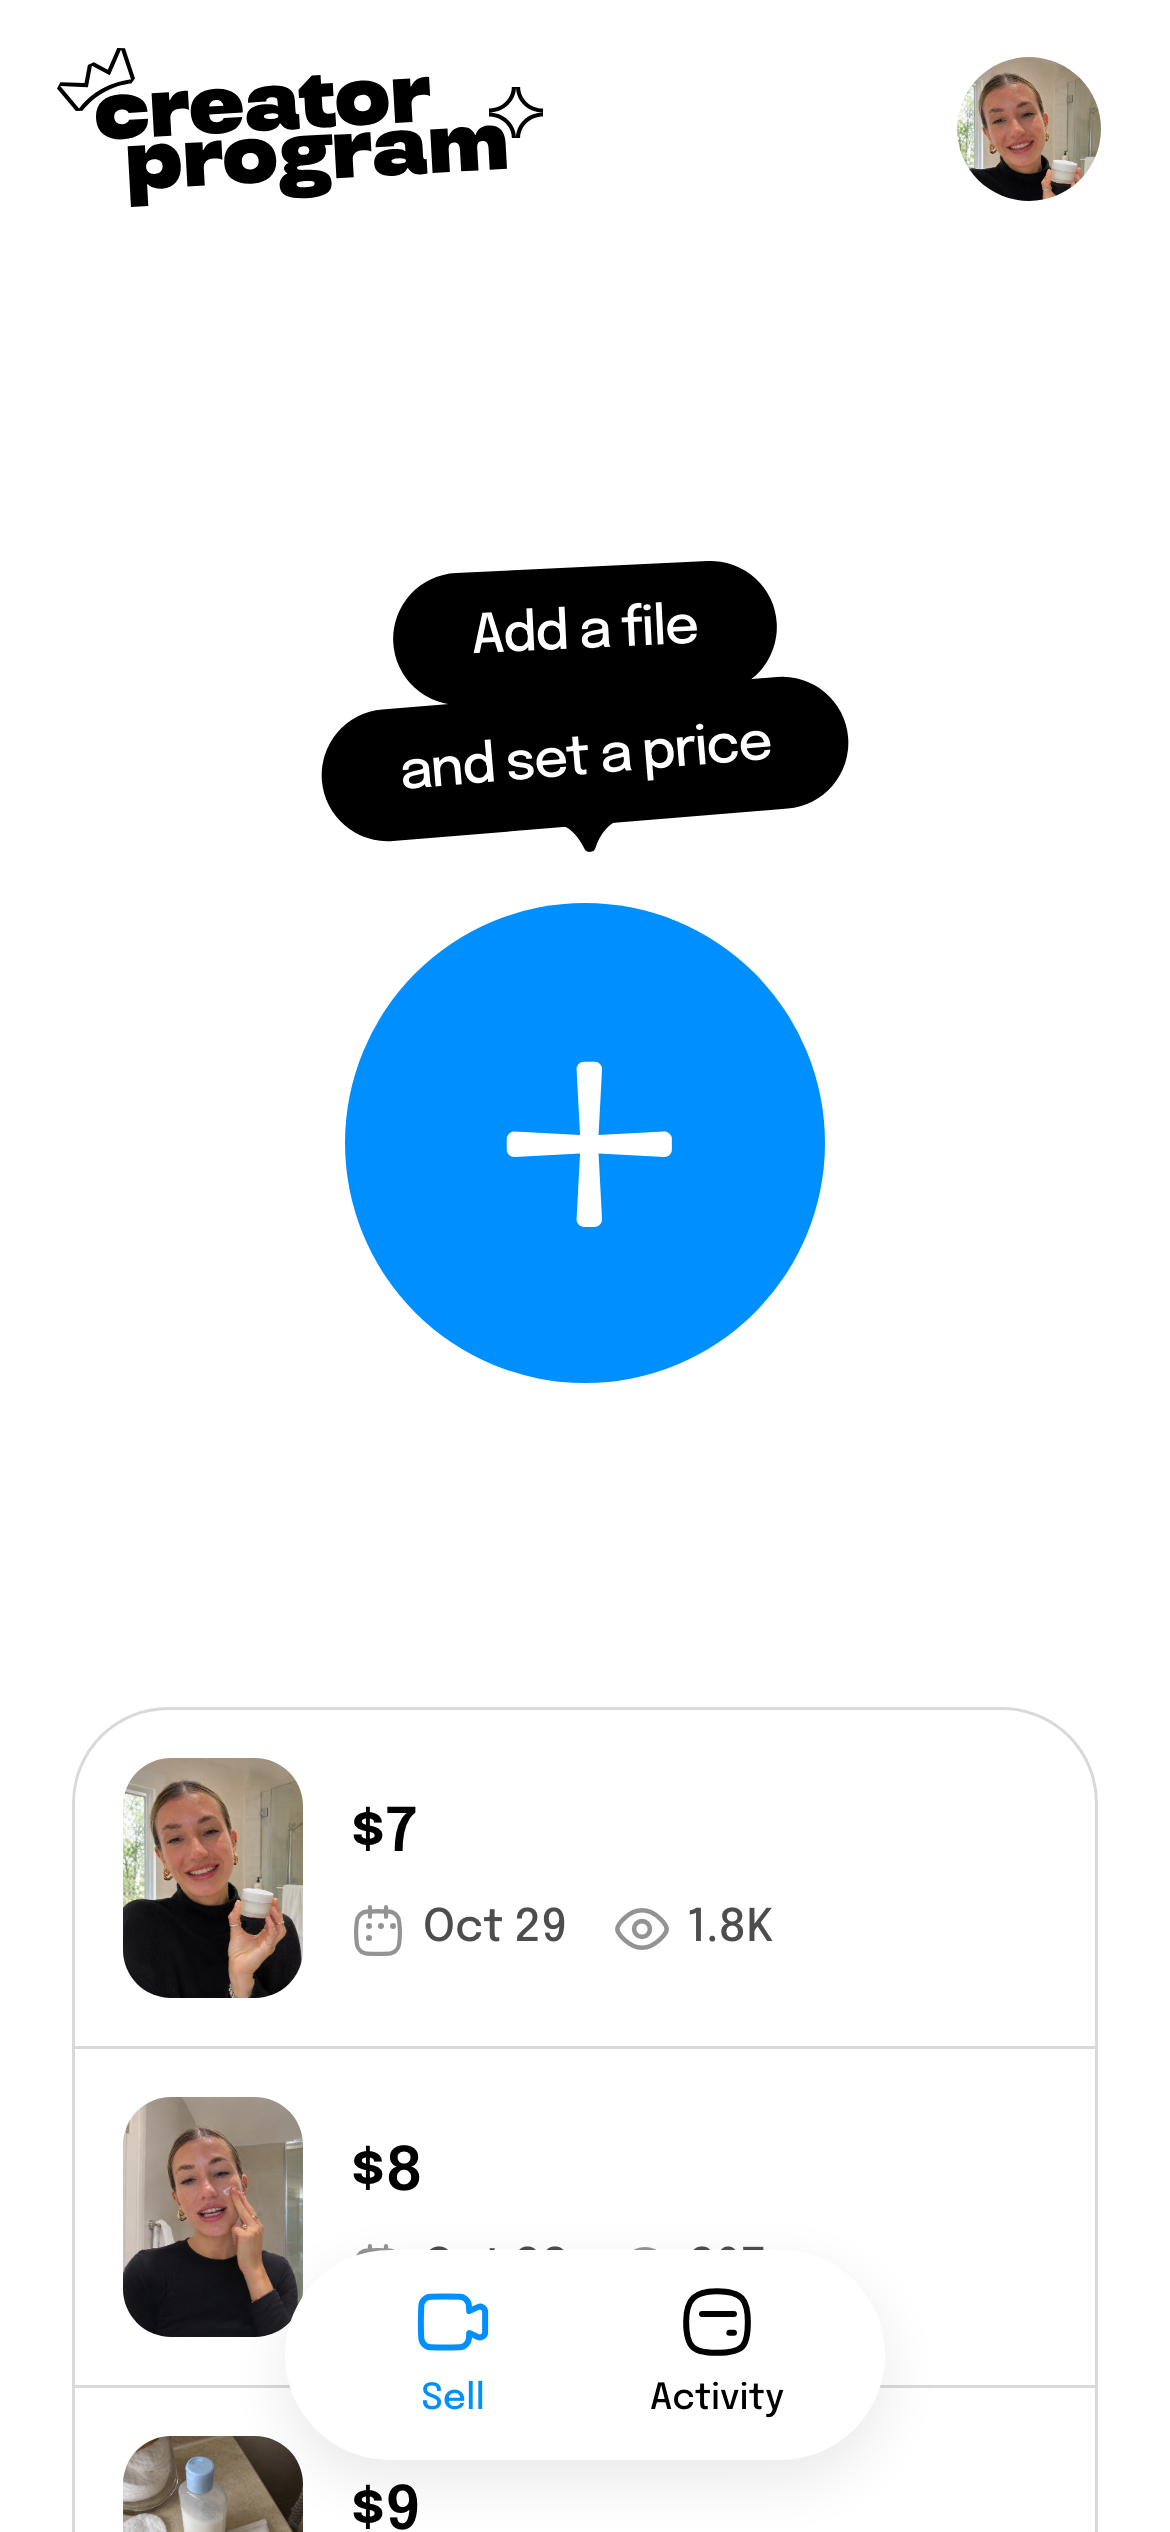 creator
program
Add a file
and set a price
$7
Oct 29
1.8K
$8
Sell
Activity
$9